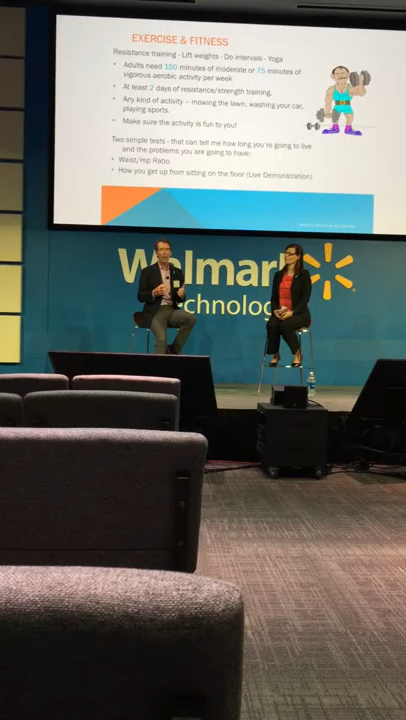 EXERCISE & FITNESS
Resistance training - Lift weights - Do intervals - Yoga
• Adults need 150 minutes of moderate or 75 minutes of
vigorous aerobic activity per week
• At least 2 days of resistance/strength training.
• Any kind of activity – mowing the lawn, washing your car,
playing sports.
• Make sure the activity is fun to you!
Two simple tests - that can tell me how long you're going to live
and the problems you are going to have:
• Waist/Hip Ratio
• How you get up from sitting on the floor (Live Demonstration)
Walmart
Technology